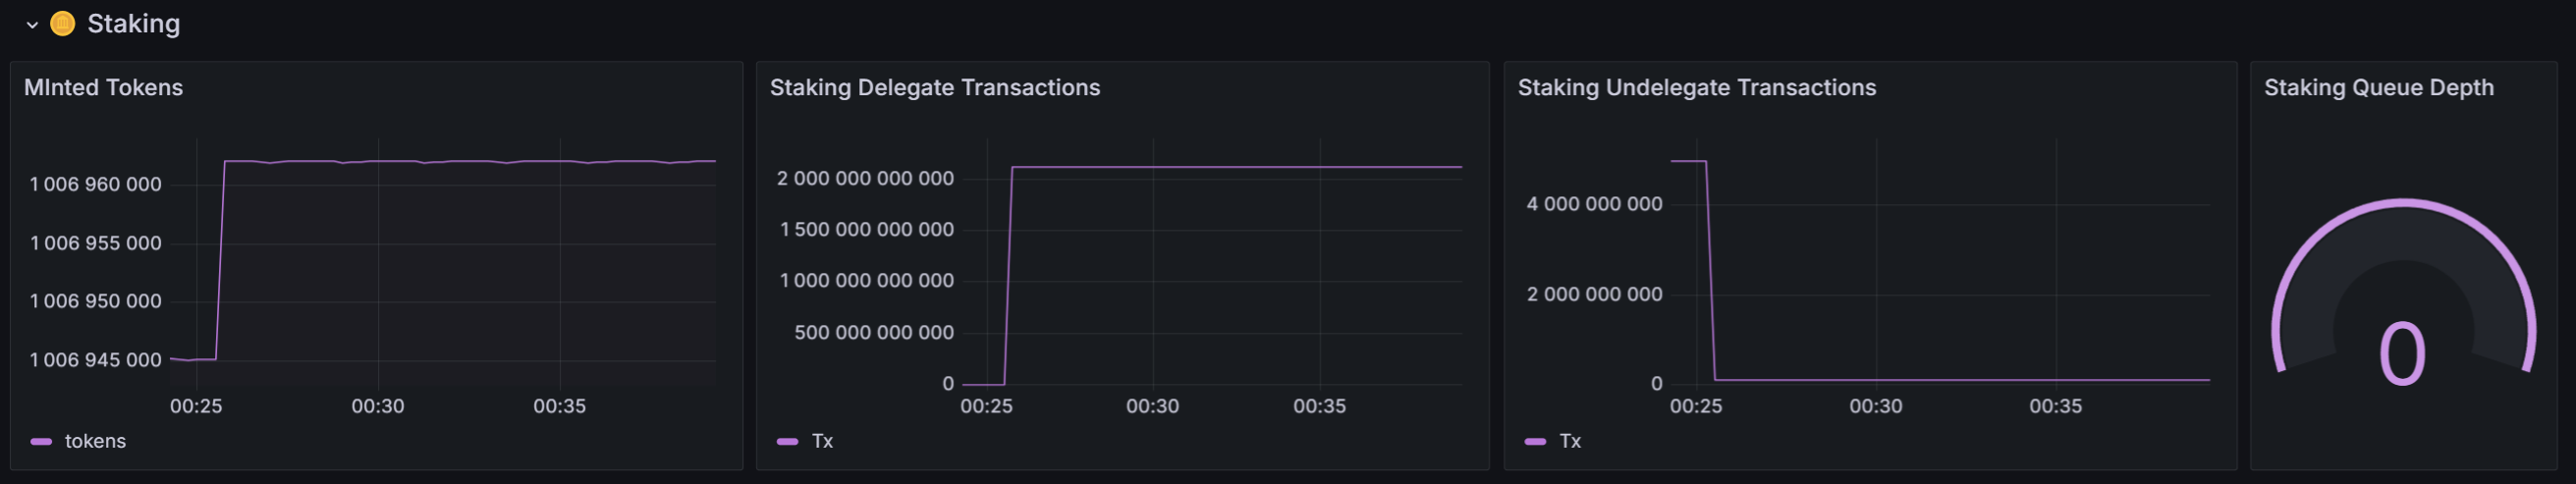 Staking
MInted Tokens
1 006 960 000
1 006 955 000
1 006 950 000
1 006 945 000
00:25 00:30 00:35
tokens
Staking Delegate Transactions
2 000 000 000 000
1 500 000 000 000
1 000 000 000 000
500 000 000 000
0
00:25 00:30 00:35
Tx
Staking Undelegate Transactions
4 000 000 000
2 000 000 000
0
00:25 00:30 00:35
Tx
Staking Queue Depth
0